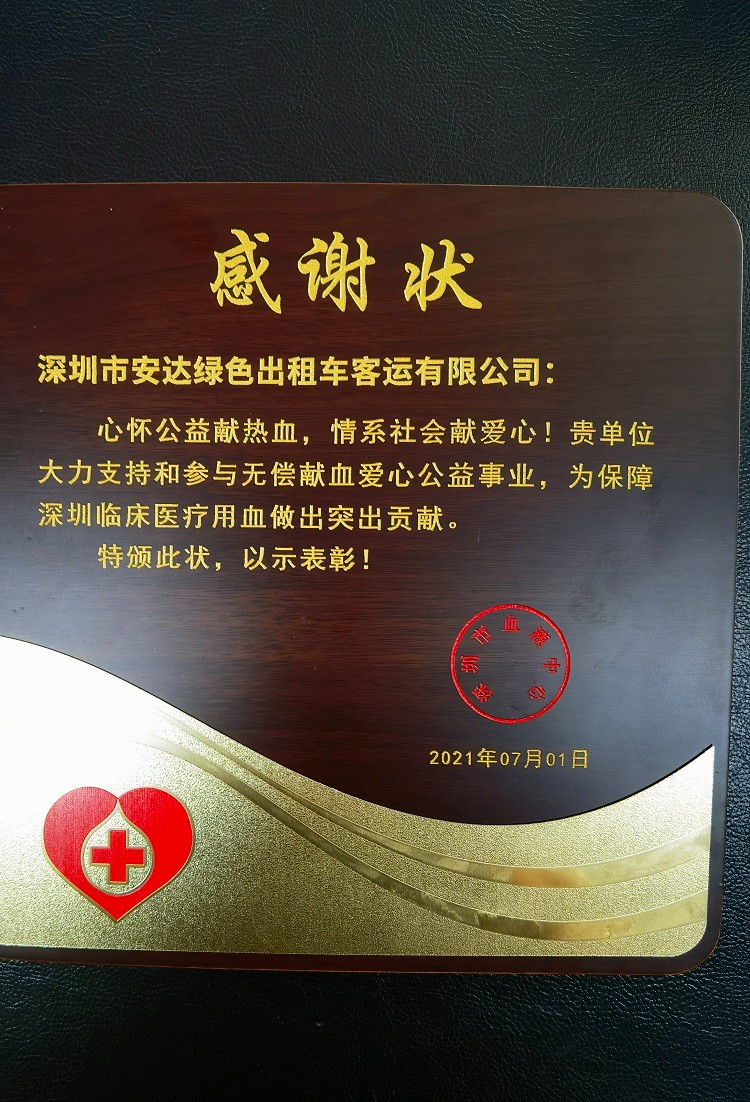 感谢状
深圳市安达绿色出租车客运有限公司：
心怀公益献热血，情系社会献爱心！贵单位
大力支持和参与无偿献血爱心公益事业，为保障
深圳临床医疗用血做出突出贡献。
特颁此状，以示表彰！
深圳市血液中心
2021年07月01日